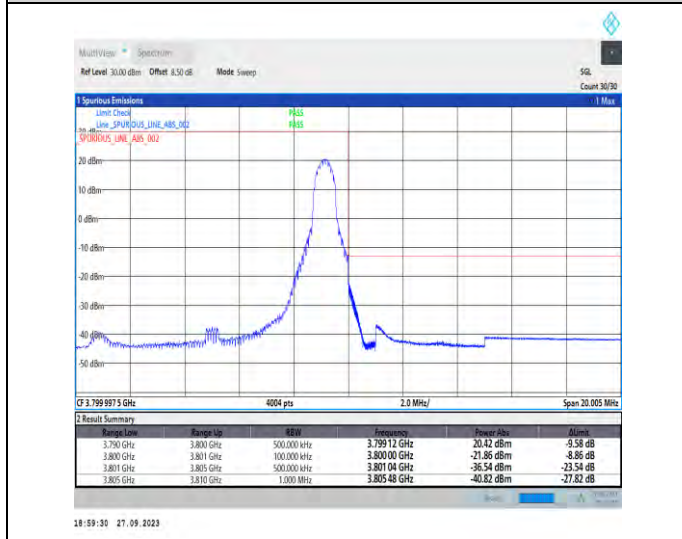 MultiView Spectrum
Ref Level 30.00 dBm Offset 8.50 dB Mode Sweep SGL
Count 30/30
1 Spurious Emissions 1 Max
Limit Check PASS
Line _SPURIOUS_LINE_ABS_002 PASS
_SPURIOUS_LINE_ABS_002
20 dBm
10 dBm
0 dBm
-10 dBm
-20 dBm
-30 dBm
-40 dBm
-50 dBm
CF 3.799 997 5 GHz 4004 pts 2.0 MHz/ Span 20.005 MHz
2 Result Summary
Range Low Range Up RBW Frequency Power Abs ΔLimit
3.790 GHz 3.800 GHz 500.000 kHz 3.799 12 GHz 20.42 dBm -9.58 dB
3.800 GHz 3.801 GHz 100.000 kHz 3.800 00 GHz -21.86 dBm -8.86 dB
3.801 GHz 3.805 GHz 500.000 kHz 3.801 04 GHz -36.54 dBm -23.54 dB
3.805 GHz 3.810 GHz 1.000 MHz 3.805 48 GHz -40.82 dBm -27.82 dB
18:59:30 27.09.2023